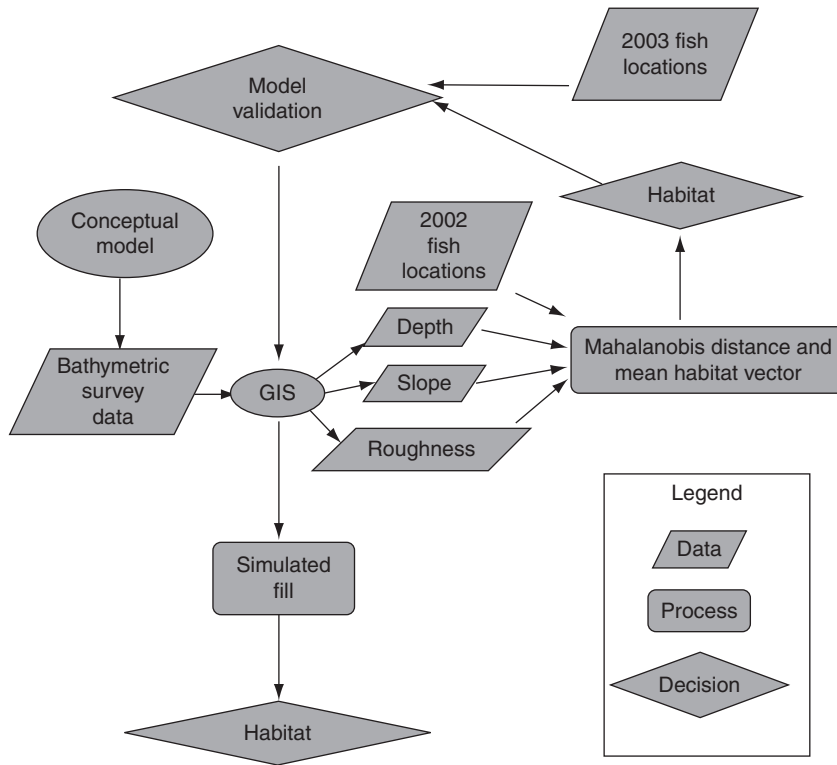 2003 fish
locations
Model
validation
Habitat
Conceptual
model
2002
fish
locations
Depth
Mahalanobis distance and
mean habitat vector
Bathymetric
survey
data
GIS
Slope
Roughness
Legend
Data
Simulated
fill
Process
Decision
Habitat